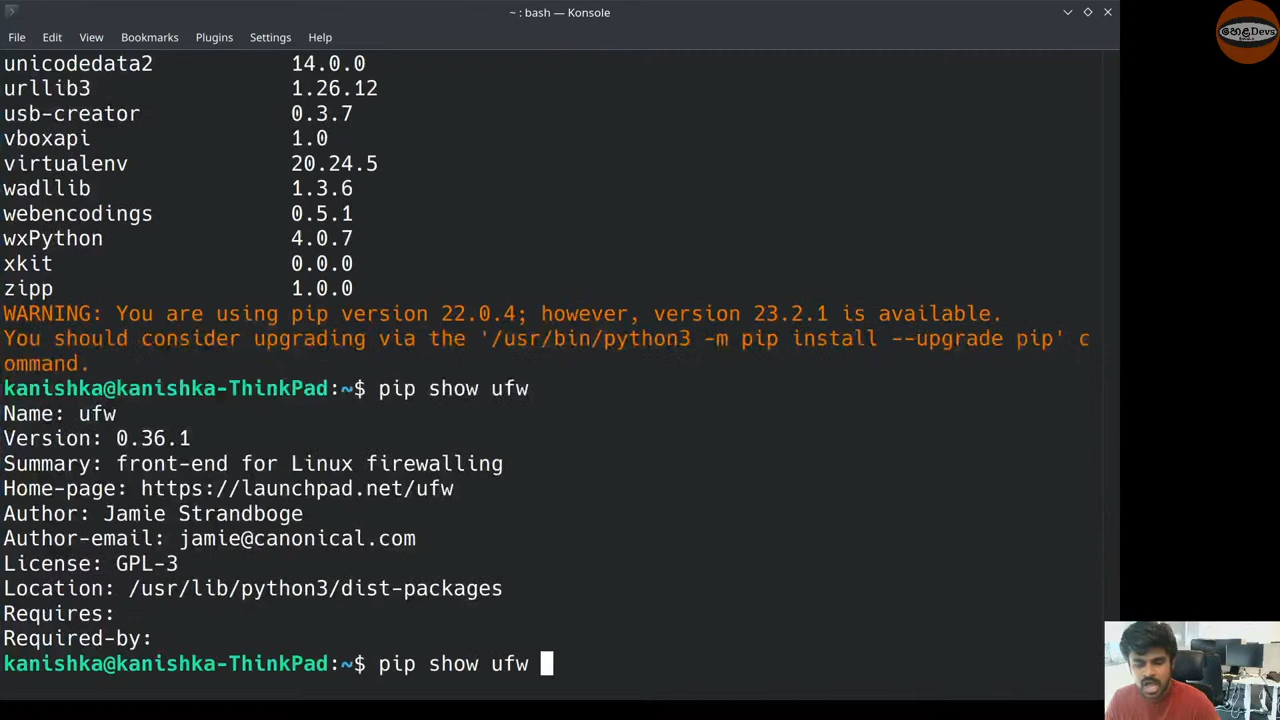 ~ : bash — Konsole
හෙළDevs
File Edit View Bookmarks Plugins Settings Help
unicodedata2 14.0.0
urllib3 1.26.12
usb-creator 0.3.7
vboxapi 1.0
virtualenv 20.24.5
wadllib 1.3.6
webencodings 0.5.1
wxPython 4.0.7
xkit 0.0.0
zipp 1.0.0
WARNING: You are using pip version 22.0.4; however, version 23.2.1 is available.
You should consider upgrading via the '/usr/bin/python3 -m pip install --upgrade pip' c
ommand.
kanishka@kanishka-ThinkPad:~$ pip show ufw
Name: ufw
Version: 0.36.1
Summary: front-end for Linux firewalling
Home-page: https://launchpad.net/ufw
Author: Jamie Strandboge
Author-email: jamie@canonical.com
License: GPL-3
Location: /usr/lib/python3/dist-packages
Requires:
Required-by:
kanishka@kanishka-ThinkPad:~$ pip show ufw